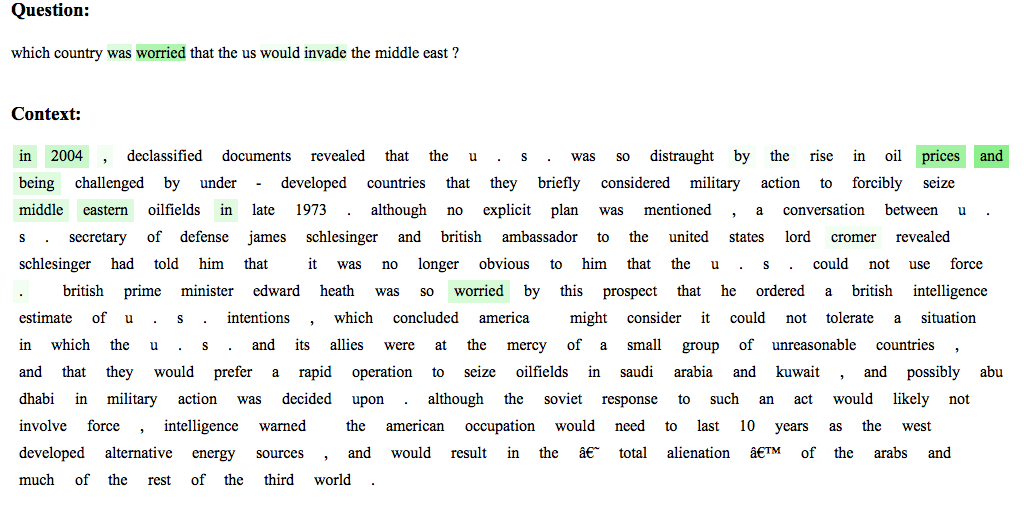 Question:
which country was worried that the us would invade the middle east ?
Context:
in 2004 , declassified documents revealed that the u . s . was so distraught by the rise in oil prices and
being challenged by under - developed countries that they briefly considered military action to forcibly seize
middle eastern oilfields in late 1973 . although no explicit plan was mentioned , a conversation between u .
s . secretary of defense james schlesinger and british ambassador to the united states lord cromer revealed
schlesinger had told him that it was no longer obvious to him that the u . s . could not use force
. british prime minister edward heath was so worried by this prospect that he ordered a british intelligence
estimate of u . s . intentions , which concluded america might consider it could not tolerate a situation
in which the u . s . and its allies were at the mercy of a small group of unreasonable countries ,
and that they would prefer a rapid operation to seize oilfields in saudi arabia and kuwait , and possibly abu
dhabi in military action was decided upon . although the soviet response to such an act would likely not
involve force , intelligence warned the american occupation would need to last 10 years as the west
developed alternative energy sources , and would result in the â€˜ total alienation â€™ of the arabs and
much of the rest of the third world .